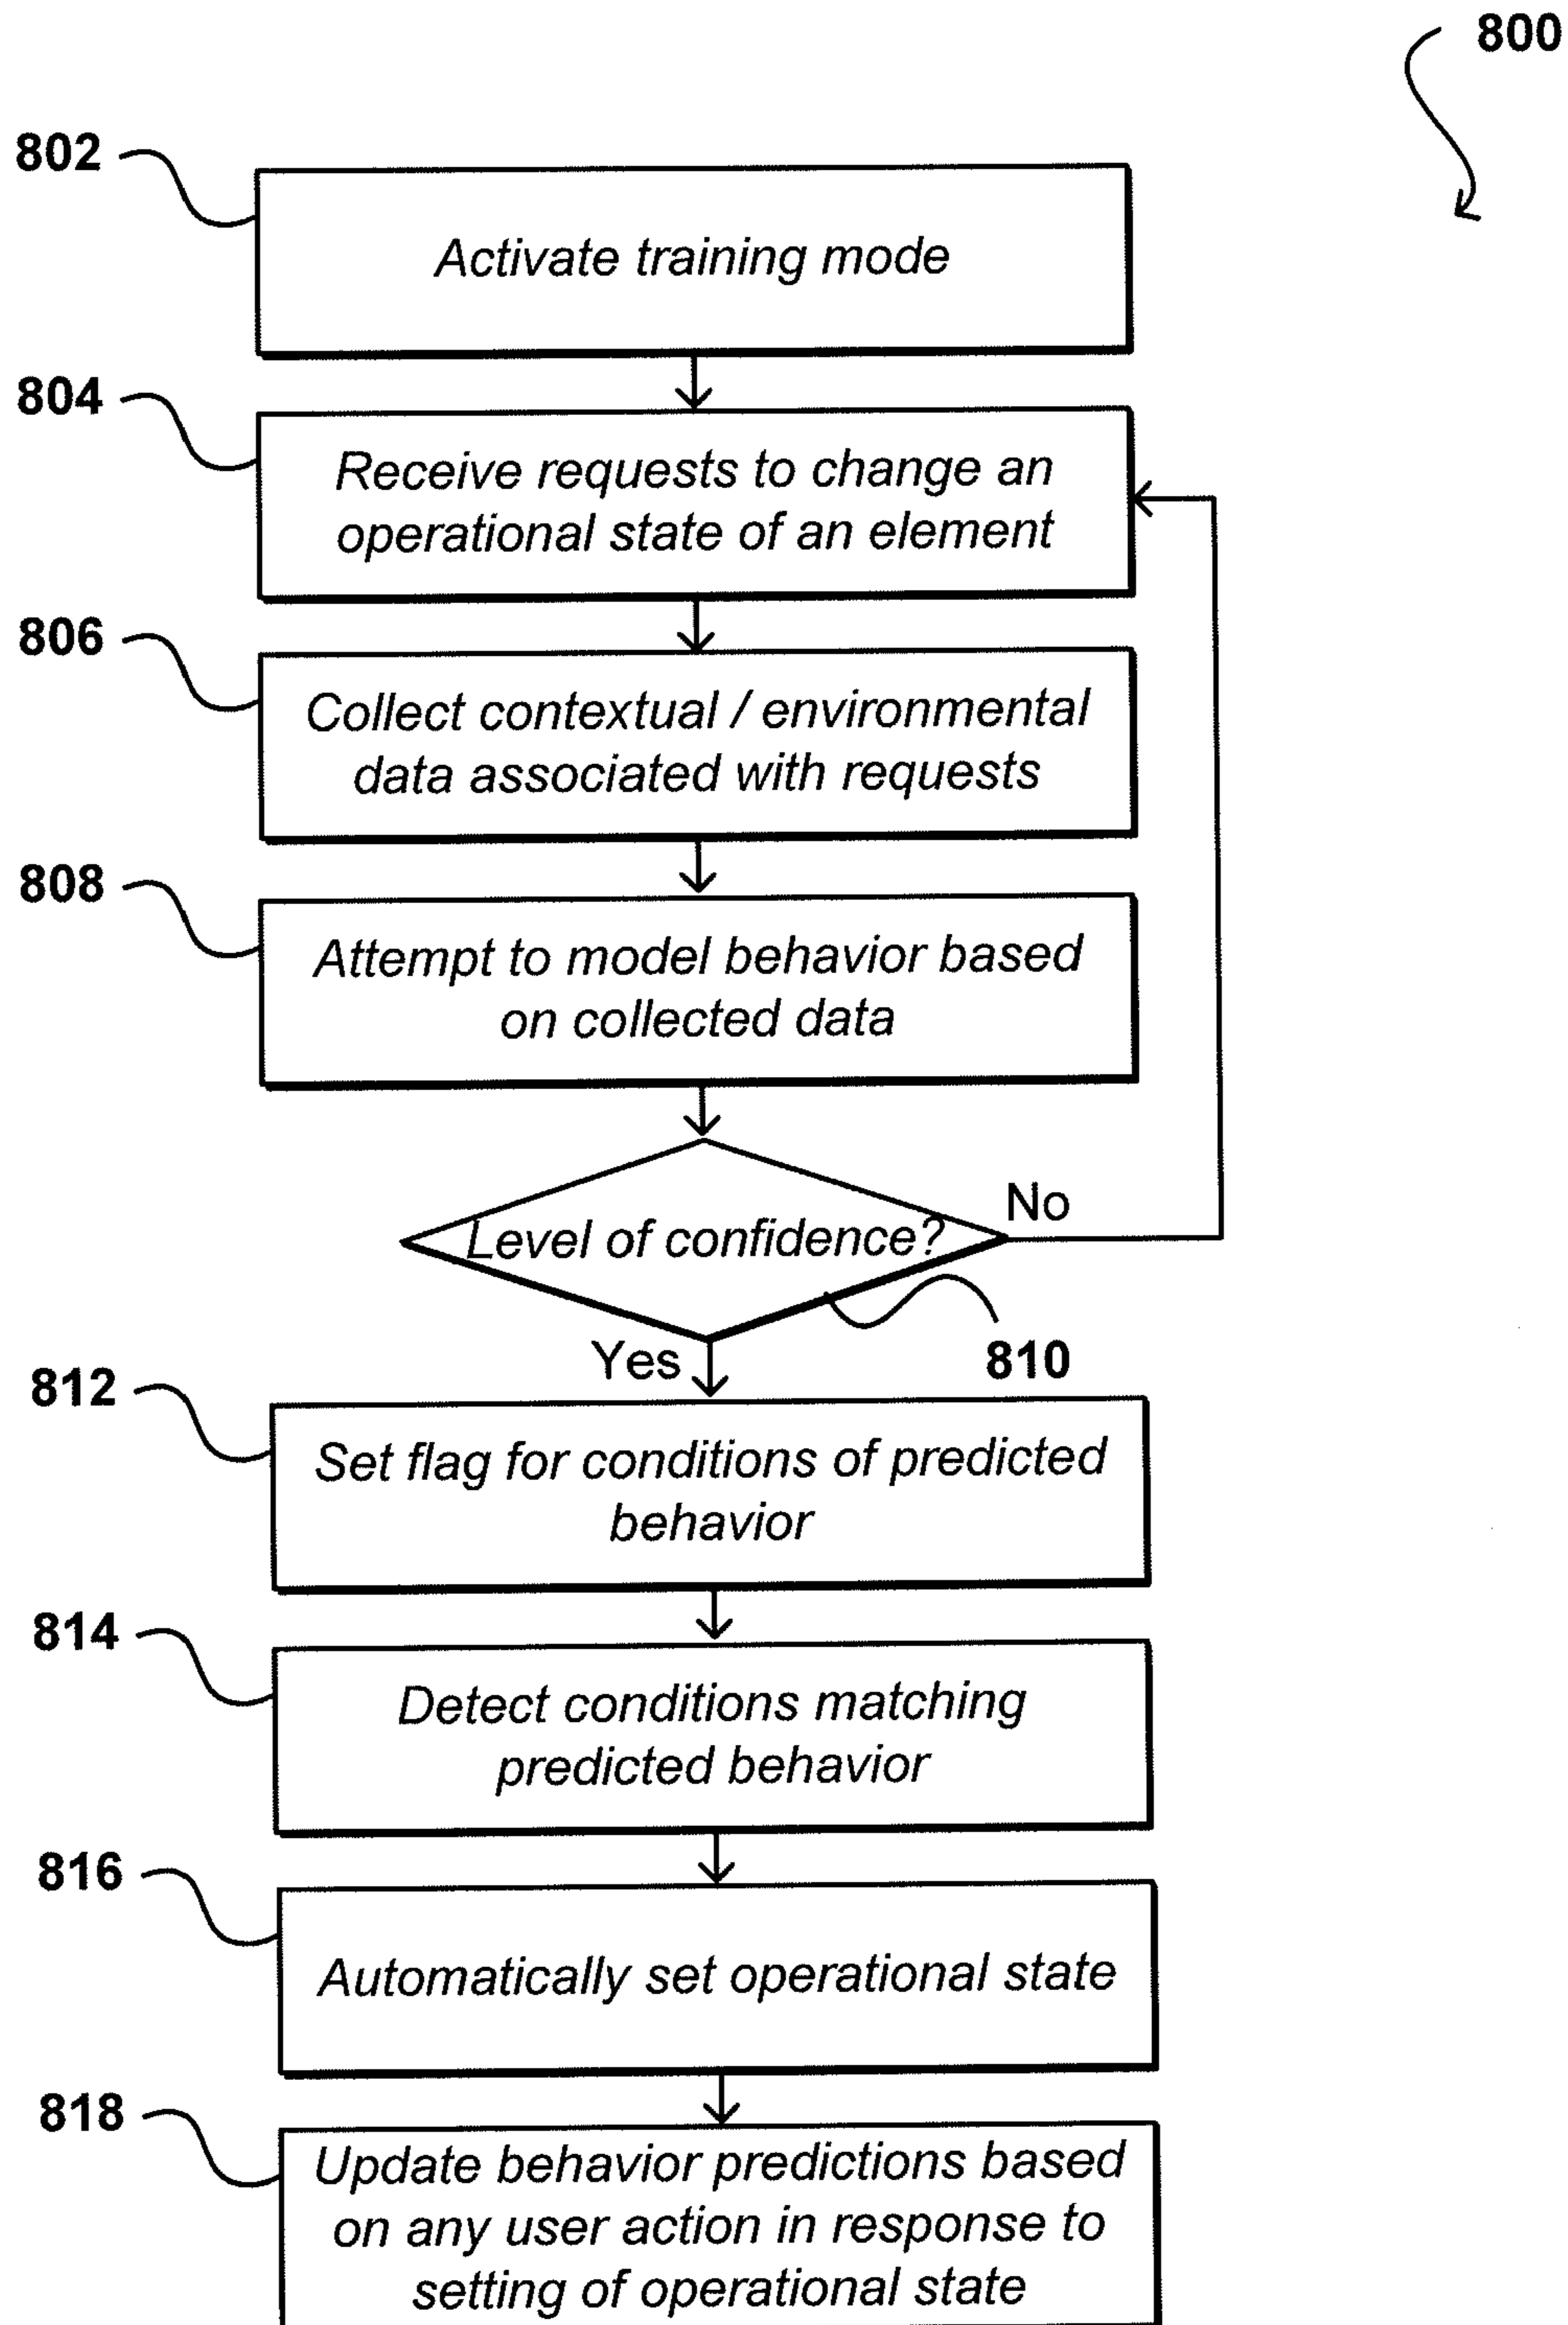 800
802
Activate training mode
804
Receive requests to change an
operational state of an element
806
Collect contextual / environmental
data associated with requests
808
Attempt to model behavior based
on collected data
Level of confidence?
No
810
Yes
812
Set flag for conditions of predicted
behavior
814
Detect conditions matching
predicted behavior
816
Automatically set operational state
818
Update behavior predictions based
on any user action in response to
setting of operational state